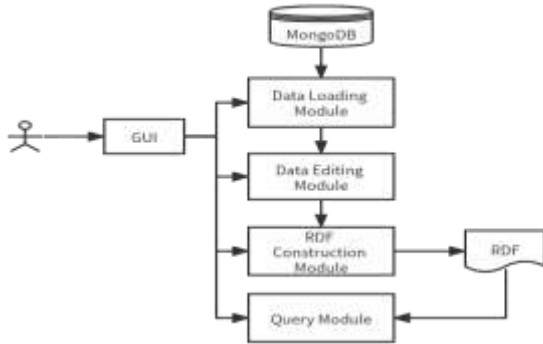 MongoDB
Data Loading
Module
GUI
Data Editing
Module
RDF
Construction
Module
RDF
Query Module